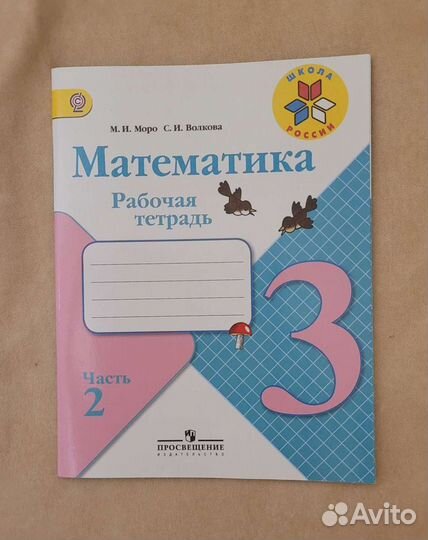 ШКОЛА
РОССИИ
М. И. Моро С. И. Волкова
Математика
Рабочая
тетрадь
3
Часть
2
ПРОСВЕЩЕНИЕ
ИЗДАТЕЛЬСТВО
Avito